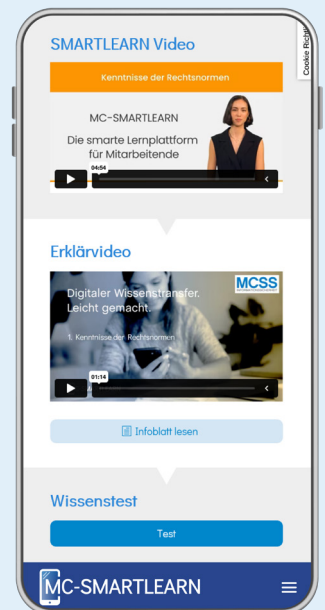 SMARTLEARN Video
Cookie Richtl
Kenntnisse der Rechtsnormen
MC-SMARTLEARN
Die smarte Lernplattform
für Mitarbeitende
04:54
Erklärvideo
MCSS
Digitaler Wissenstransfer.
Leicht gemacht.
1. Kenntnisse der Rechtsnormen
01:14
Infoblatt lesen
Wissenstest
Test
MC-SMARTLEARN